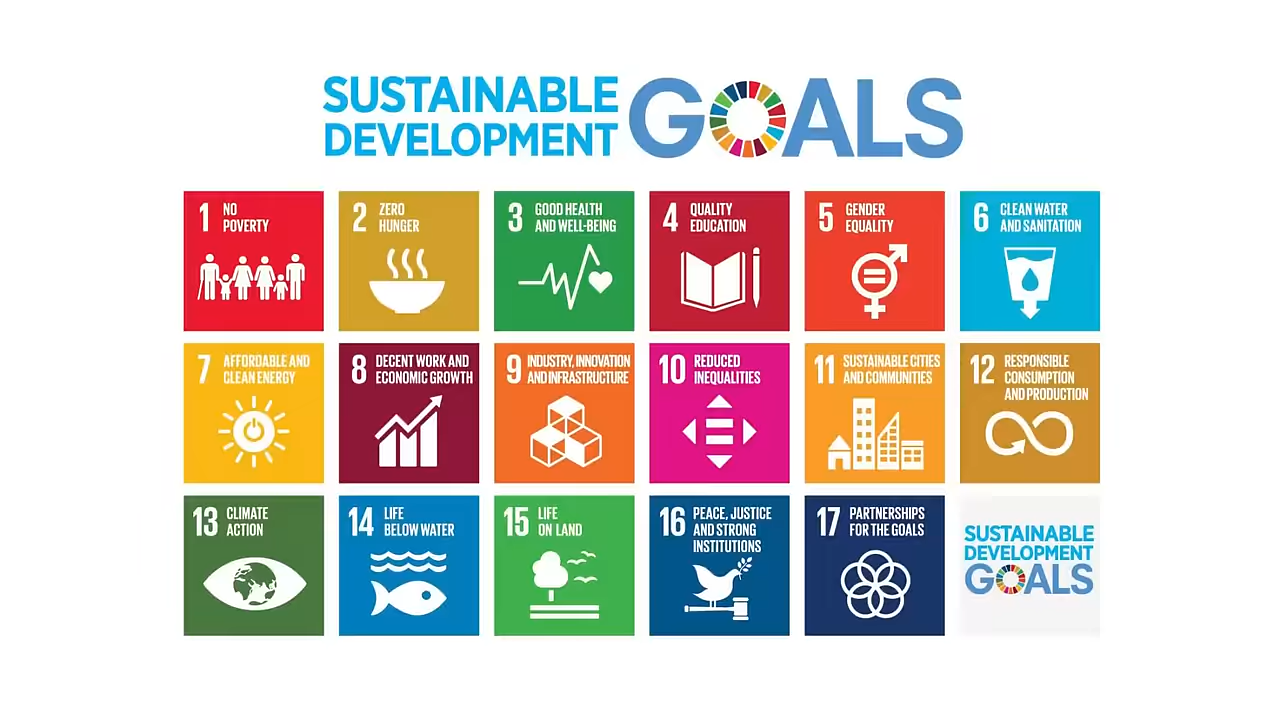 SUSTAINABLE
DEVELOPMENT
GOALS
1 NO
POVERTY
2 ZERO
HUNGER
3 GOOD HEALTH
AND WELL-BEING
4 QUALITY
EDUCATION
5 GENDER
EQUALITY
6 CLEAN WATER
AND SANITATION
7 AFFORDABLE AND
CLEAN ENERGY
8 DECENT WORK AND
ECONOMIC GROWTH
9 INDUSTRY, INNOVATION
AND INFRASTRUCTURE
10 REDUCED
INEQUALITIES
11 SUSTAINABLE CITIES
AND COMMUNITIES
12 RESPONSIBLE
CONSUMPTION
AND PRODUCTION
13 CLIMATE
ACTION
14 LIFE
BELOW WATER
15 LIFE
ON LAND
16 PEACE, JUSTICE
AND STRONG
INSTITUTIONS
17 PARTNERSHIPS
FOR THE GOALS
SUSTAINABLE
DEVELOPMENT
GOALS